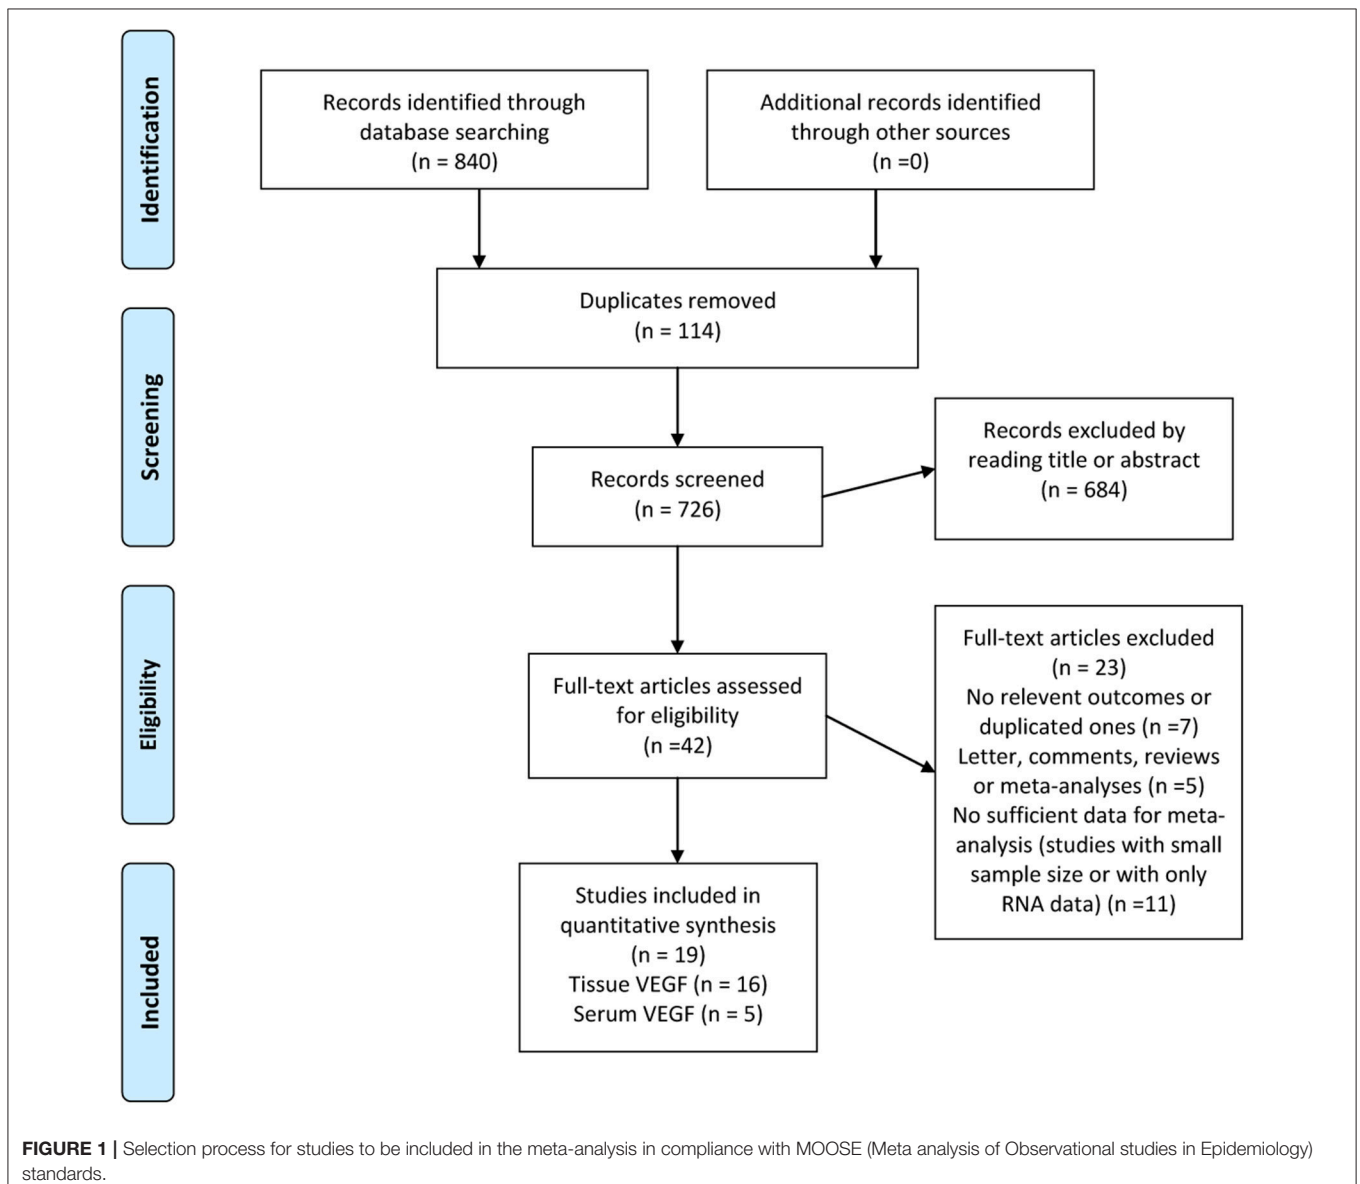 Identification
Records identified through
database searching
(n = 840)
Additional records identified
through other sources
(n =0)
Duplicates removed
(n = 114)
Screening
Records screened
(n = 726)
Records excluded by
reading title or abstract
(n = 684)
Eligibility
Full-text articles assessed
for eligibility
(n =42)
Full-text articles excluded
(n = 23)
No relevent outcomes or
duplicated ones (n =7)
Letter, comments, reviews
or meta-analyses (n =5)
No sufficient data for meta-
analysis (studies with small
sample size or with only
RNA data) (n =11)
Included
Studies included in
quantitative synthesis
(n = 19)
Tissue VEGF (n = 16)
Serum VEGF (n = 5)
FIGURE 1 | Selection process for studies to be included in the meta-analysis in compliance with MOOSE (Meta analysis of Observational studies in Epidemiology)
standards.